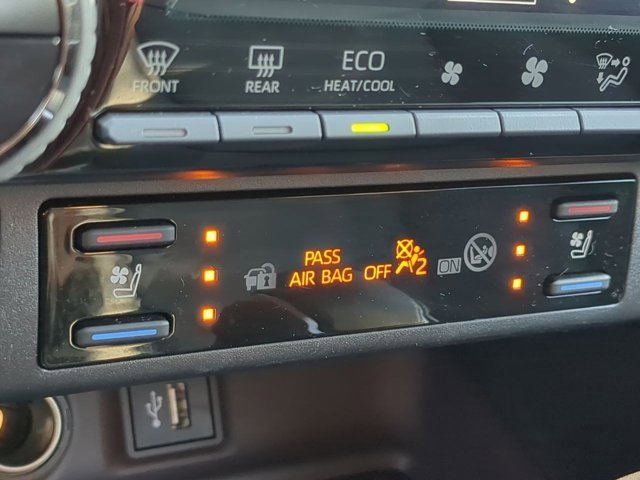 FRONT
REAR
ECO
HEAT/COOL
PASS
AIR BAG OFF 2
ON